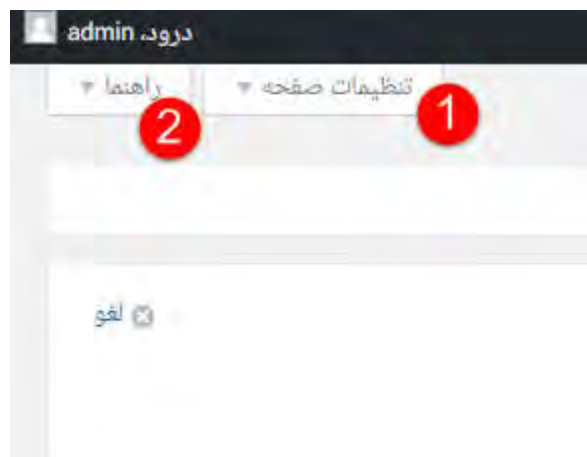 درود، admin
تنظیمات صفحه
1
راهنما
2
لغو